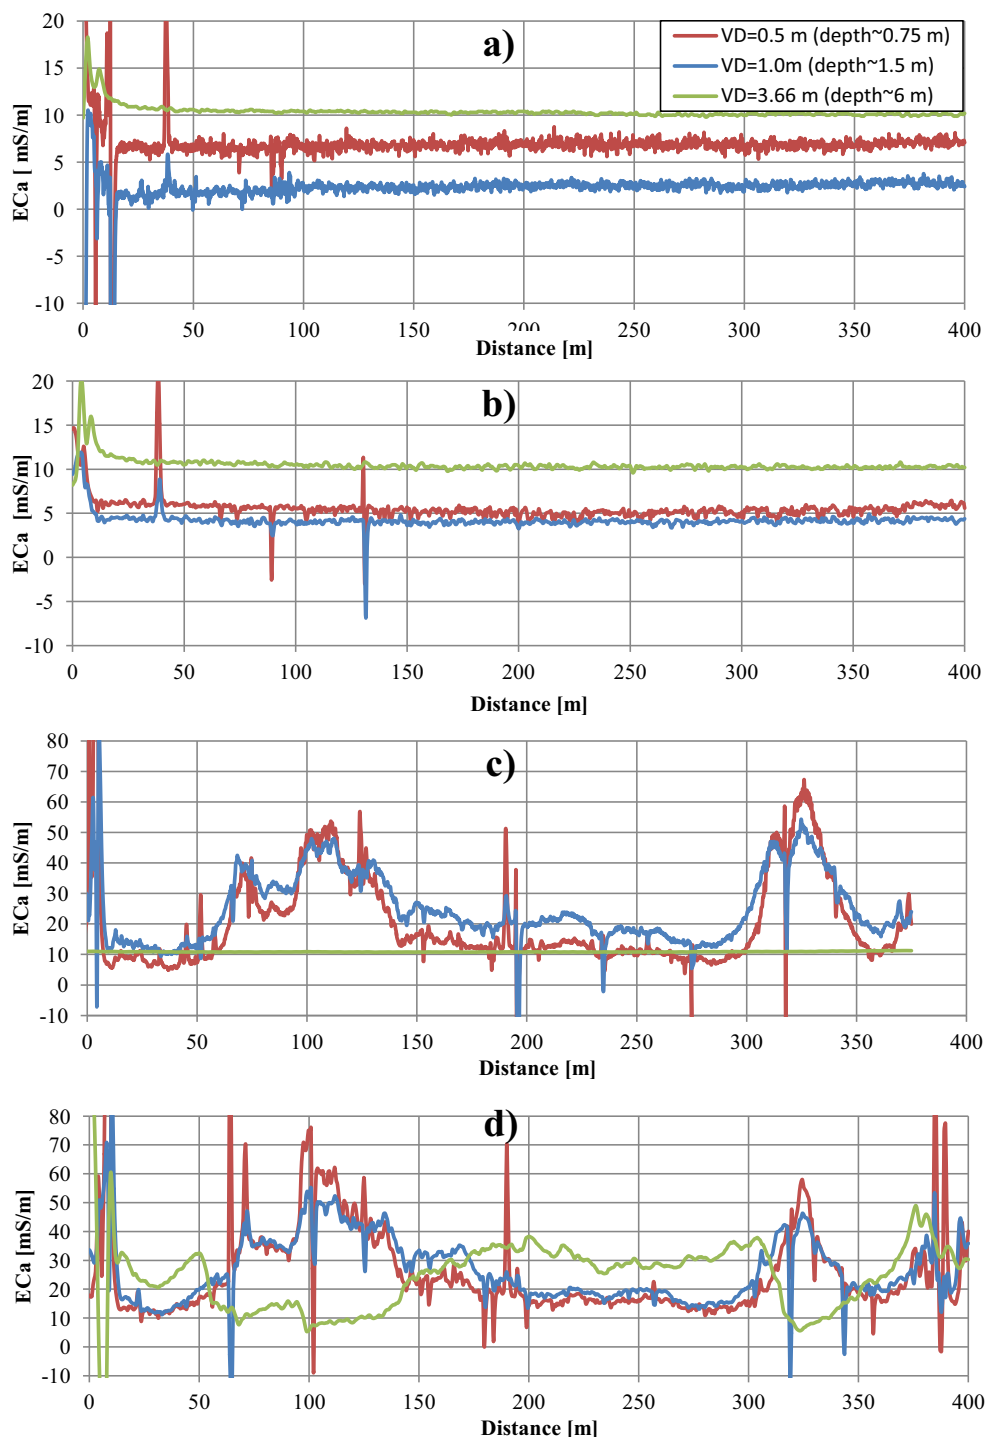 a)
VD=0.5 m (depth~0.75 m)
VD=1.0m (depth~1.5 m)
VD=3.66 m (depth~6 m)
ECa [ mS/m]
20
15
10
5
0
-5
-10
0 50 100 150 200 250 300 350 400
Distance [m]
b)
ECa [mS/m]
20
15
10
5
0
-5
-10
0 50 100 150 200 250 300 350 400
Distance [m]
c)
ECa [mS/m]
80
70
60
50
40
30
20
10
0
-10
0 50 100 150 200 250 300 350 400
Distance [m]
d)
ECa [mS/m]
80
70
60
50
40
30
20
10
0
-10
0 50 100 150 200 250 300 350 400
Distance [m]